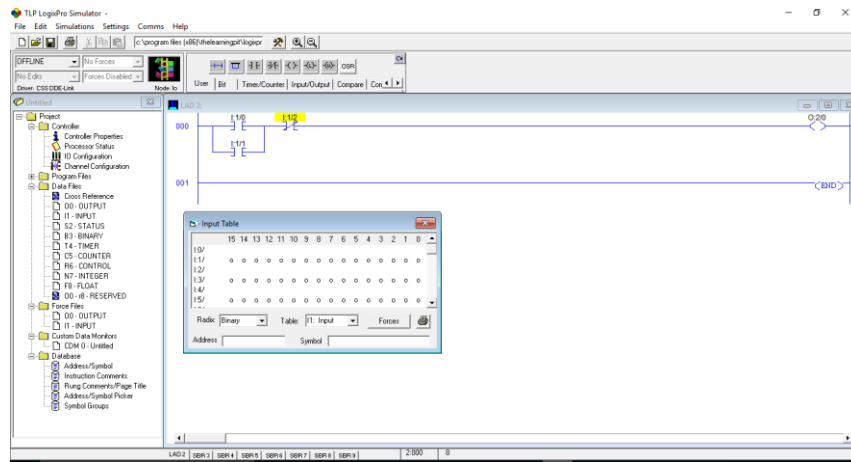 TLP LogixPro Simulator -
File Edit Simulations Settings Comms Help
c:\program files (x86)\thelearningpit\logixpr
OFFLINE No Forces
No Edits Forces Disabled
Driver: CSS DDE-Link Node 1o
OSR
User Bit Timer/Counter Input/Output Compare Con
Untitled
Project
Controller
Controller Properties
Processor Status
IO Configuration
Channel Configuration
Program Files
Data Files
Cross Reference
O0 - OUTPUT
I1 - INPUT
S2 - STATUS
B3 - BINARY
T4 - TIMER
C5 - COUNTER
R6 - CONTROL
N7 - INTEGER
F8 - FLOAT
O0 - r8 - RESERVED
Force Files
O0 - OUTPUT
I1 - INPUT
Custom Data Monitors
CDM 0 - Untitled
Database
Address/Symbol
Instruction Comments
Rung Comments/Page Title
Address/Symbol Picker
Symbol Groups
LAD 2:
I:1/0 I:1/2 O:2/0
000
I:1/1
001 END
Input Table
15 14 13 12 11 10 9 8 7 6 5 4 3 2 1 0
I:0/
I:1/ 0 0 0 0 0 0 0 0 0 0 0 0 0 0 0 0
I:2/
I:3/ 0 0 0 0 0 0 0 0 0 0 0 0 0 0 0 0
I:4/
I:5/ 0 0 0 0 0 0 0 0 0 0 0 0 0 0 0 0
Radix: Binary Table: I1: Input Forces
Address Symbol
LAD 2 SBR 3 SBR 4 SBR 5 SBR 6 SBR 7 SBR 8 SBR 9 2:000 8